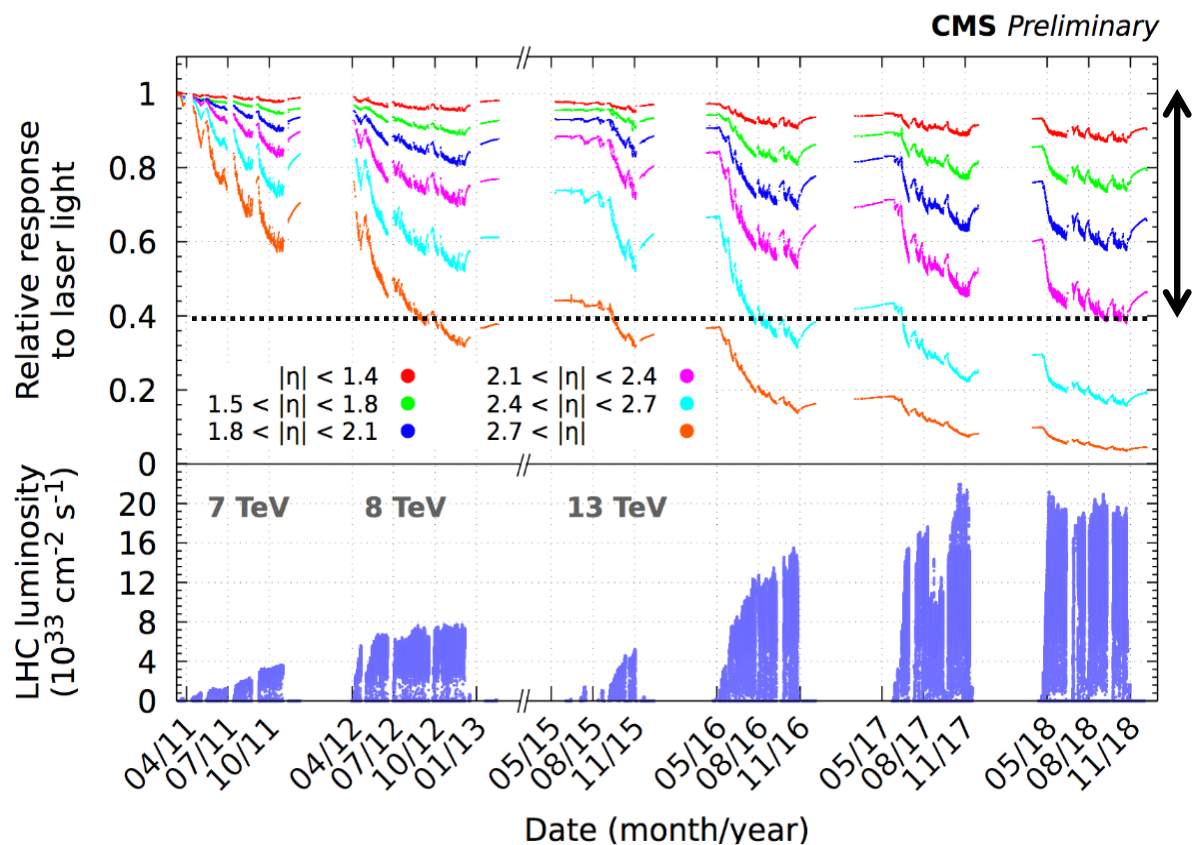 CMS Preliminary
Relative response
to laser light
1
0.8
0.6
0.4
0.2
0
|η| < 1.4
1.5 < |η| < 1.8
1.8 < |η| < 2.1
2.1 < |η| < 2.4
2.4 < |η| < 2.7
2.7 < |η|
LHC luminosity
(10³³ cm⁻² s⁻¹)
20
16
12
8
4
0
7 TeV
8 TeV
13 TeV
04/11
07/11
10/11
04/12
07/12
10/12
01/13
05/15
08/15
11/15
05/16
08/16
11/16
05/17
08/17
11/17
05/18
08/18
11/18
Date (month/year)